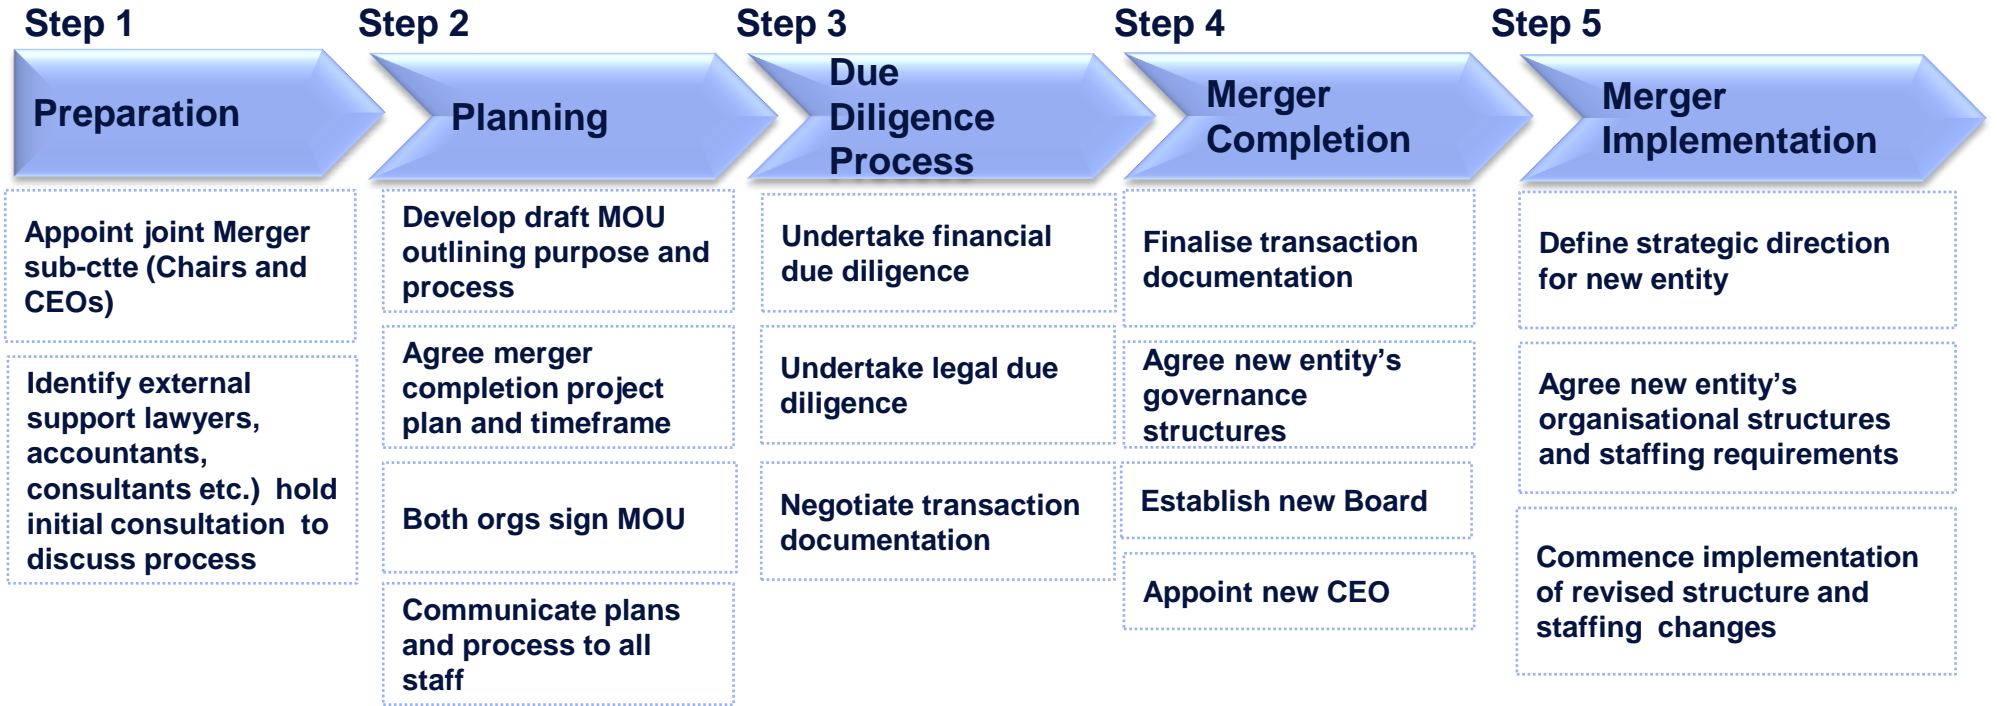 Step 1
Preparation
Appoint joint Merger
sub-ctte (Chairs and
CEOs)
Identify external
support lawyers,
accountants,
consultants etc.)  hold
initial consultation  to
discuss process
Step 2
Planning
Develop draft MOU
outlining purpose and
process
Agree merger
completion project
plan and timeframe
Both orgs sign MOU
Communicate plans
and process to all
staff
Step 3
Due
Diligence
Process
Undertake financial
due diligence
Undertake legal due
diligence
Negotiate transaction
documentation
Step 4
Merger
Completion
Finalise transaction
documentation
Agree new entity’s
governance
structures
Establish new Board
Appoint new CEO
Step 5
Merger
Implementation
Define strategic direction
for new entity
Agree new entity’s
organisational structures
and staffing requirements
Commence implementation
of revised structure and
staffing  changes